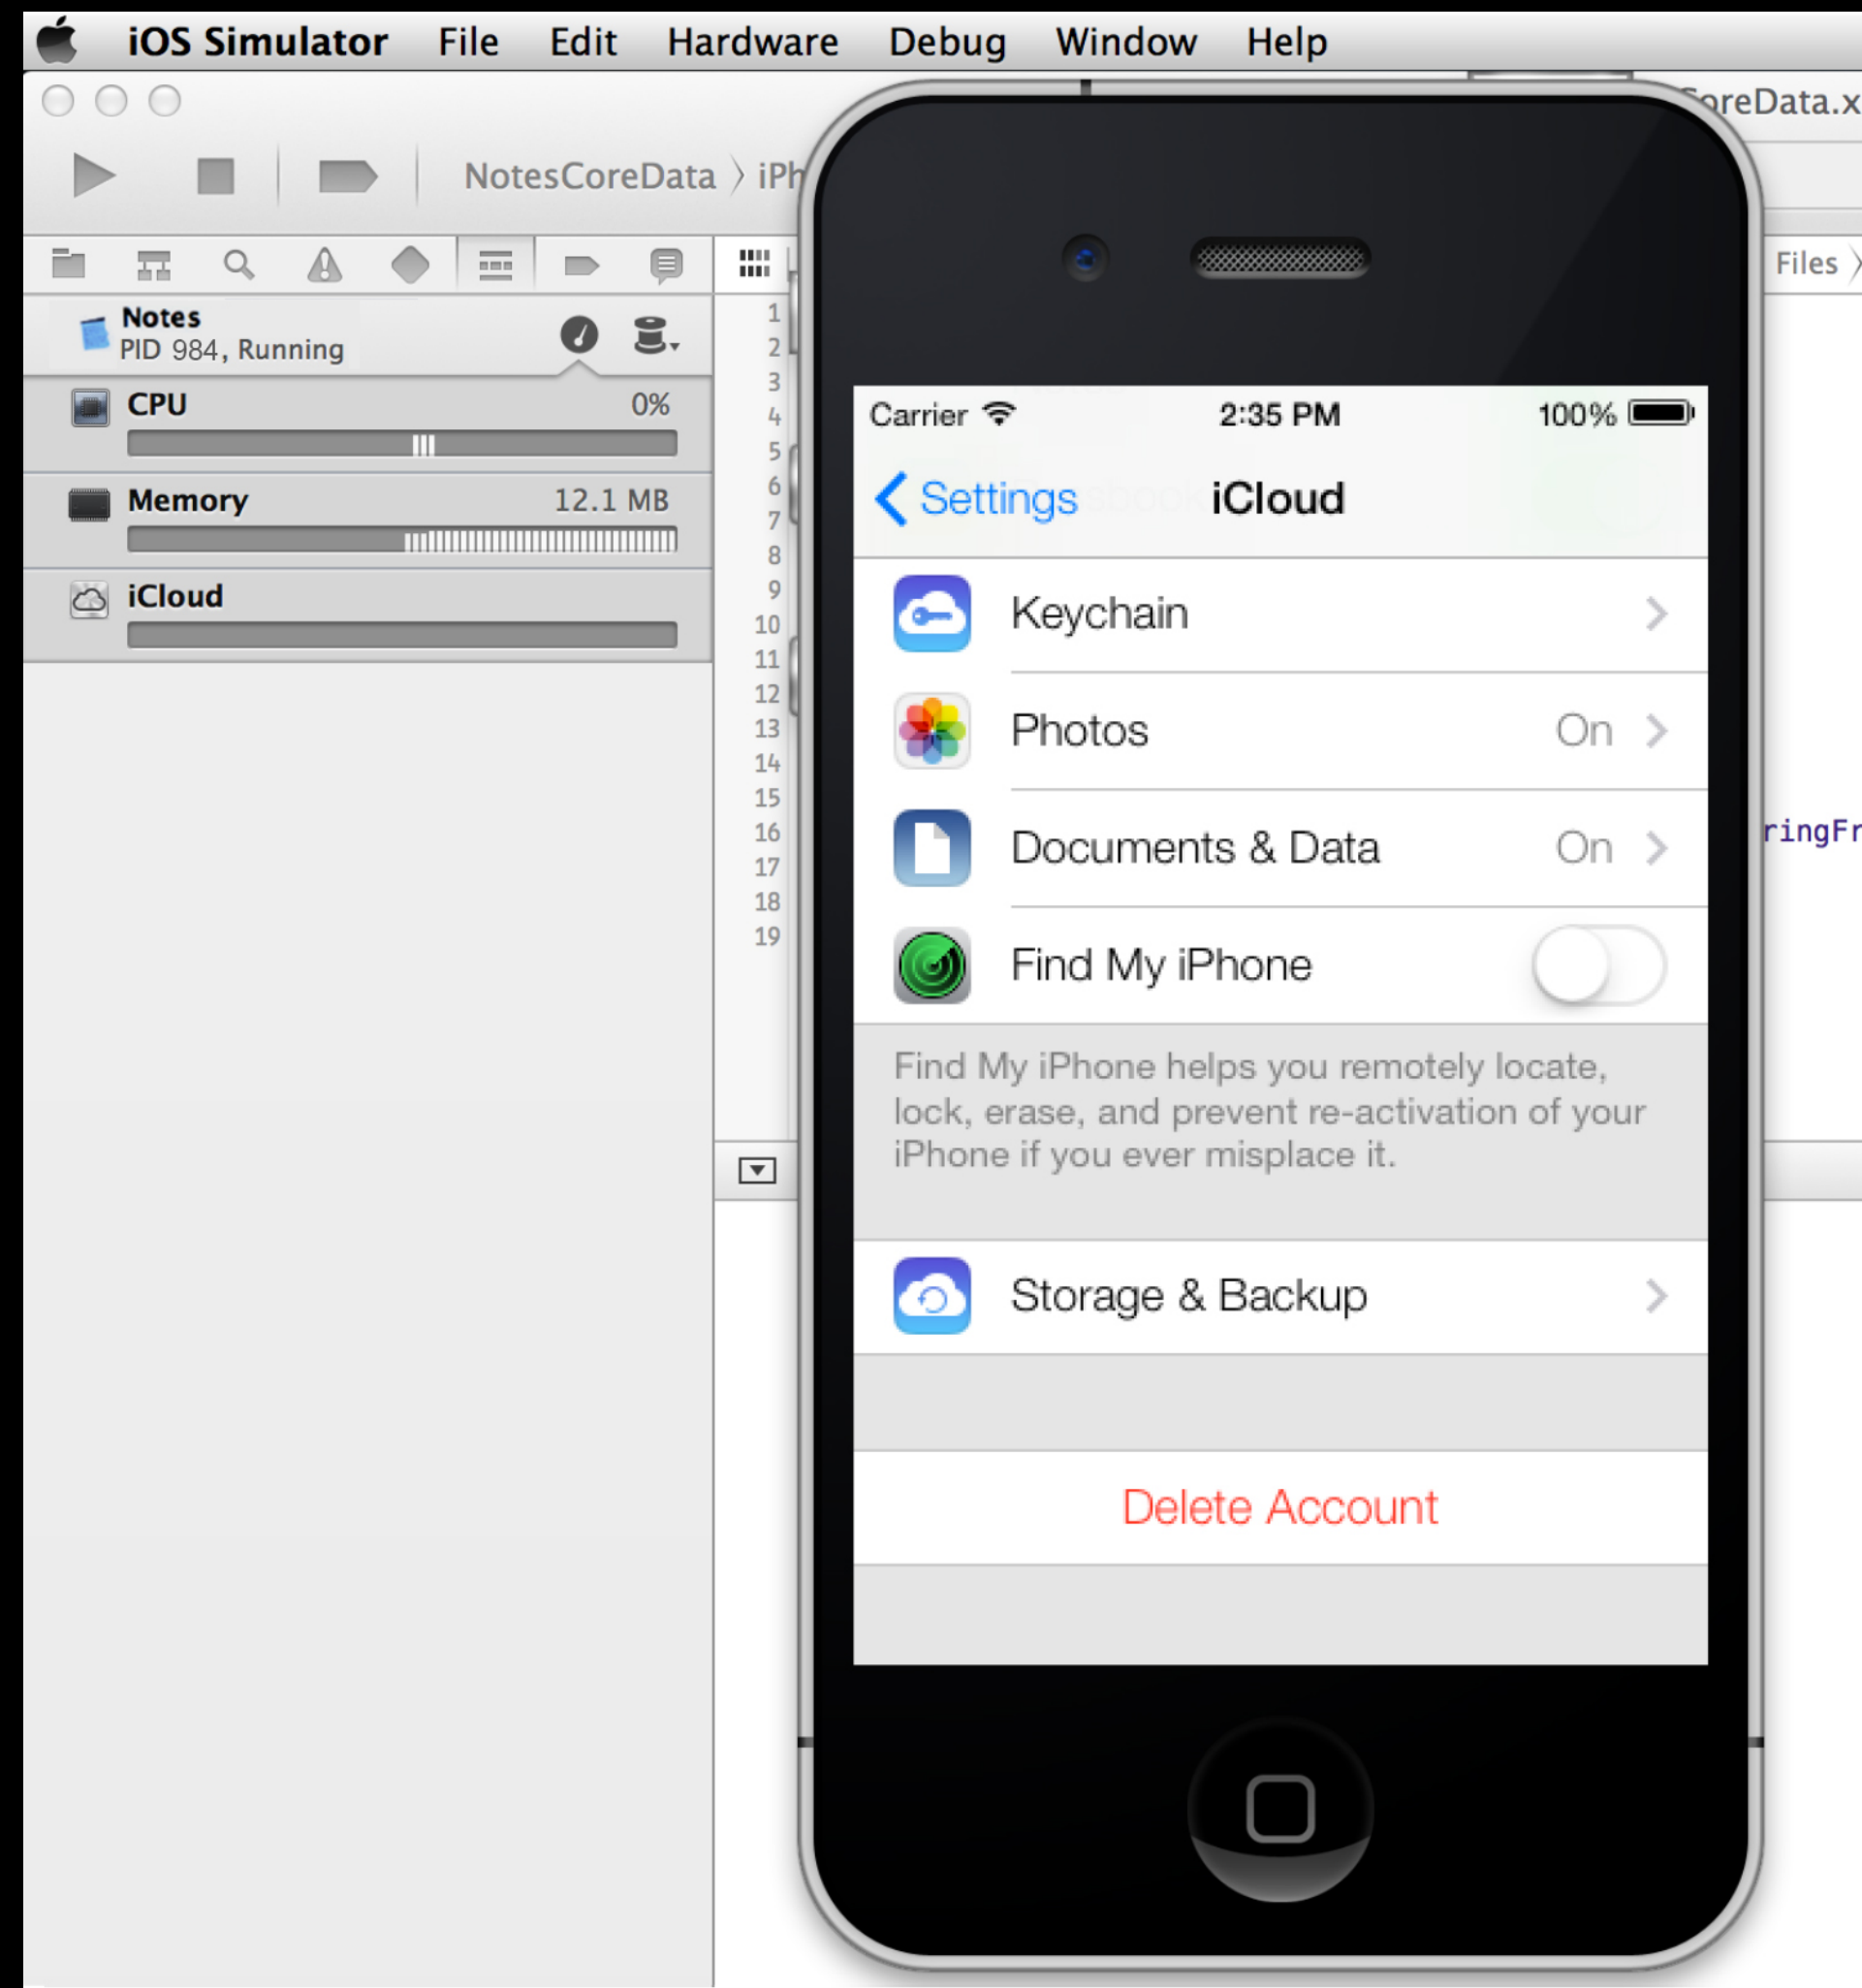 iOS Simulator File Edit Hardware Debug Window Help
CoreData.x
NotesCoreData iPh
Files
Notes
PID 984, Running
CPU 0%
Memory 12.1 MB
iCloud
1
2
3
4
5
6
7
8
9
10
11
12
13
14
15
16
17
18
19
ringFr
Carrier 2:35 PM 100%
Settings iCloud
Keychain
Photos On
Documents & Data On
Find My iPhone
Find My iPhone helps you remotely locate,
lock, erase, and prevent re-activation of your
iPhone if you ever misplace it.
Storage & Backup
Delete Account